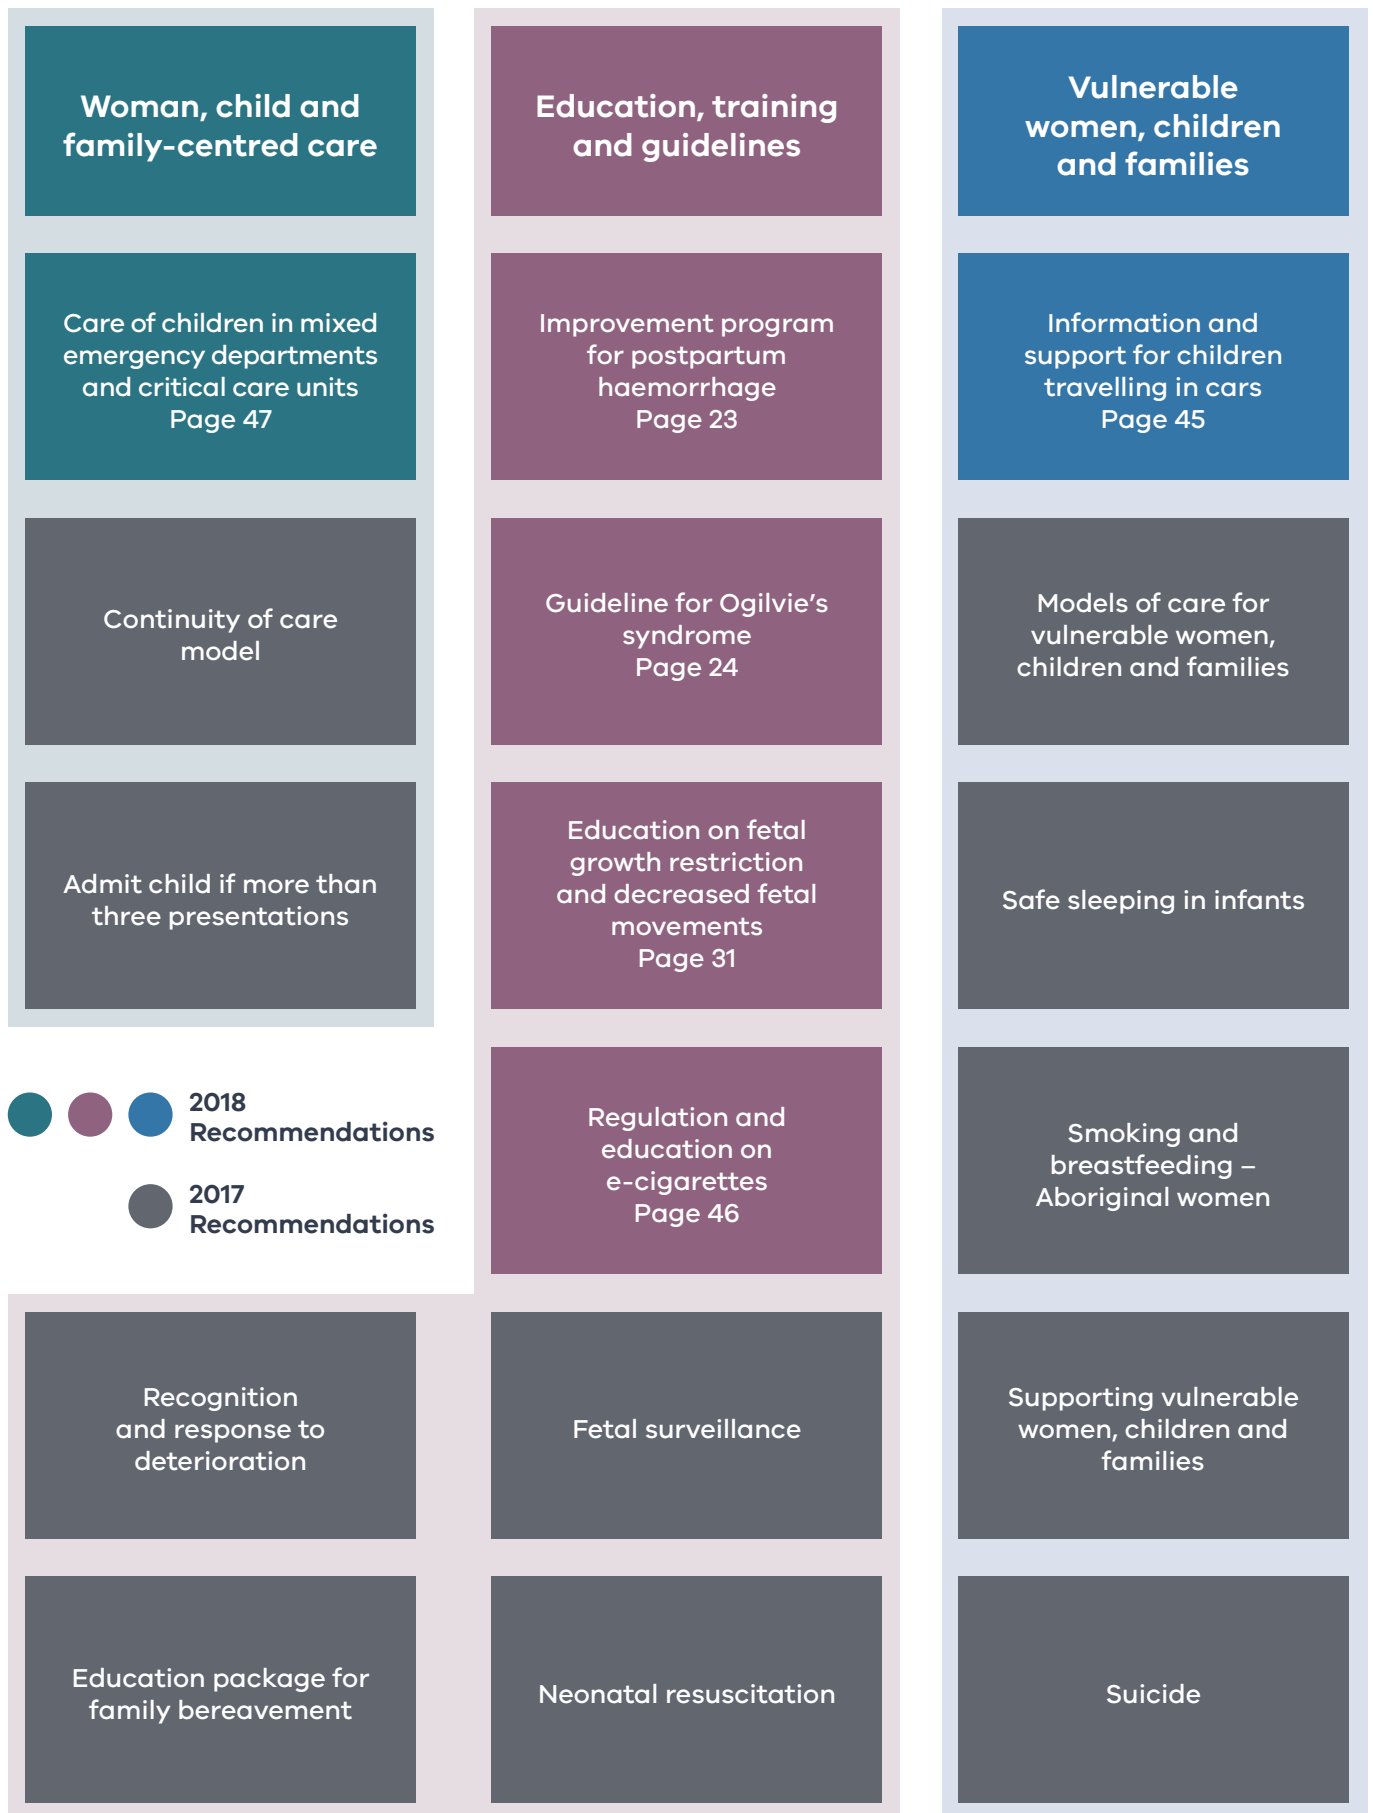 Woman, child and
family-centred care
Care of children in mixed
emergency departments
and critical care units
Page 47
Continuity of care
model
Admit child if more than
three presentations
2018
Recommendations
2017
Recommendations
Education, training
and guidelines
Improvement program
for postpartum
haemorrhage
Page 23
Guideline for Ogilvie’s
syndrome
Page 24
Education on fetal
growth restriction
and decreased fetal
movements
Page 31
Regulation and
education on
e-cigarettes
Page 46
Recognition
and response to
deterioration
Fetal surveillance
Education package for
family bereavement
Neonatal resuscitation
Vulnerable
women, children
and families
Information and
support for children
travelling in cars
Page 45
Models of care for
vulnerable women,
children and families
Safe sleeping in infants
Smoking and
breastfeeding –
Aboriginal women
Supporting vulnerable
women, children and
families
Suicide